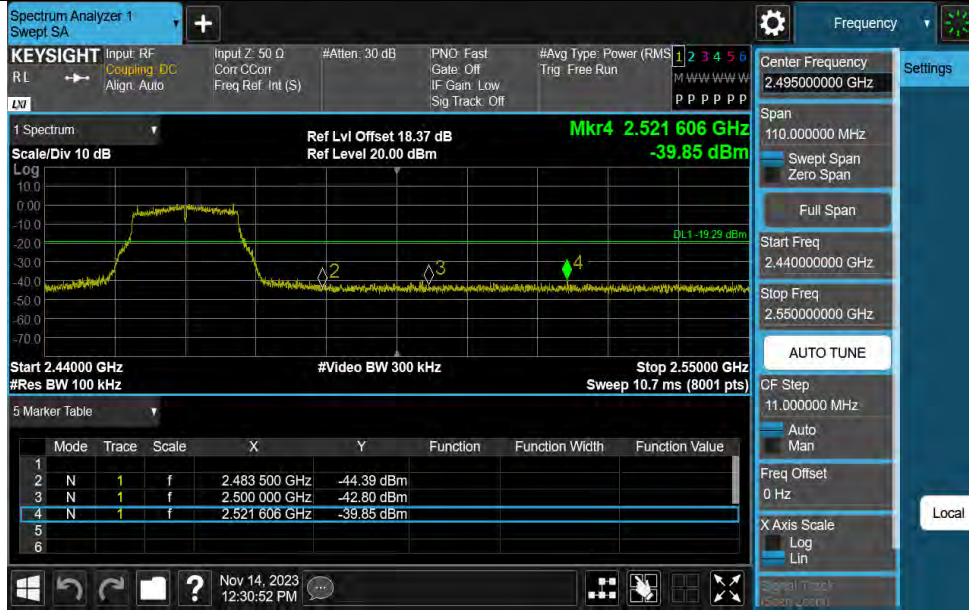 Spectrum Analyzer 1
Swept SA
+
Frequency
KEYSIGHT
Input: RF
Input Z: 50 Ω
#Atten: 30 dB
PNO: Fast
#Avg Type: Power (RMS
1 2 3 4 5 6
RL
Coupling: DC
Corr CCorr
Gate: Off
Trig: Free Run
Align: Auto
Freq Ref: Int (S)
IF Gain: Low
M W W W W W
Sig Track: Off
P P P P P P
LXI
Center Frequency
2.495000000 GHz
Settings
1 Spectrum
Ref Lvl Offset 18.37 dB
Mkr4 2.521 606 GHz
Scale/Div 10 dB
Ref Level 20.00 dBm
-39.85 dBm
Log
10.0
0.00
-10.0
-20.0
-30.0
-40.0
-50.0
-60.0
-70.0
DL1 -19.29 dBm
2
3
4
Start 2.44000 GHz
#Video BW 300 kHz
Stop 2.55000 GHz
#Res BW 100 kHz
Sweep 10.7 ms (8001 pts)
Span
110.000000 MHz
Swept Span
Zero Span
Full Span
Start Freq
2.440000000 GHz
Stop Freq
2.550000000 GHz
AUTO TUNE
CF Step
11.000000 MHz
Auto
Man
Freq Offset
0 Hz
X Axis Scale
Log
Lin
Signal Track
(Span Zoom)
Local
5 Marker Table
Mode Trace Scale X Y Function Function Width Function Value
1
2 N 1 f 2.483 500 GHz -44.39 dBm
3 N 1 f 2.500 000 GHz -42.80 dBm
4 N 1 f 2.521 606 GHz -39.85 dBm
5
6
?
Nov 14, 2023
12:30:52 PM